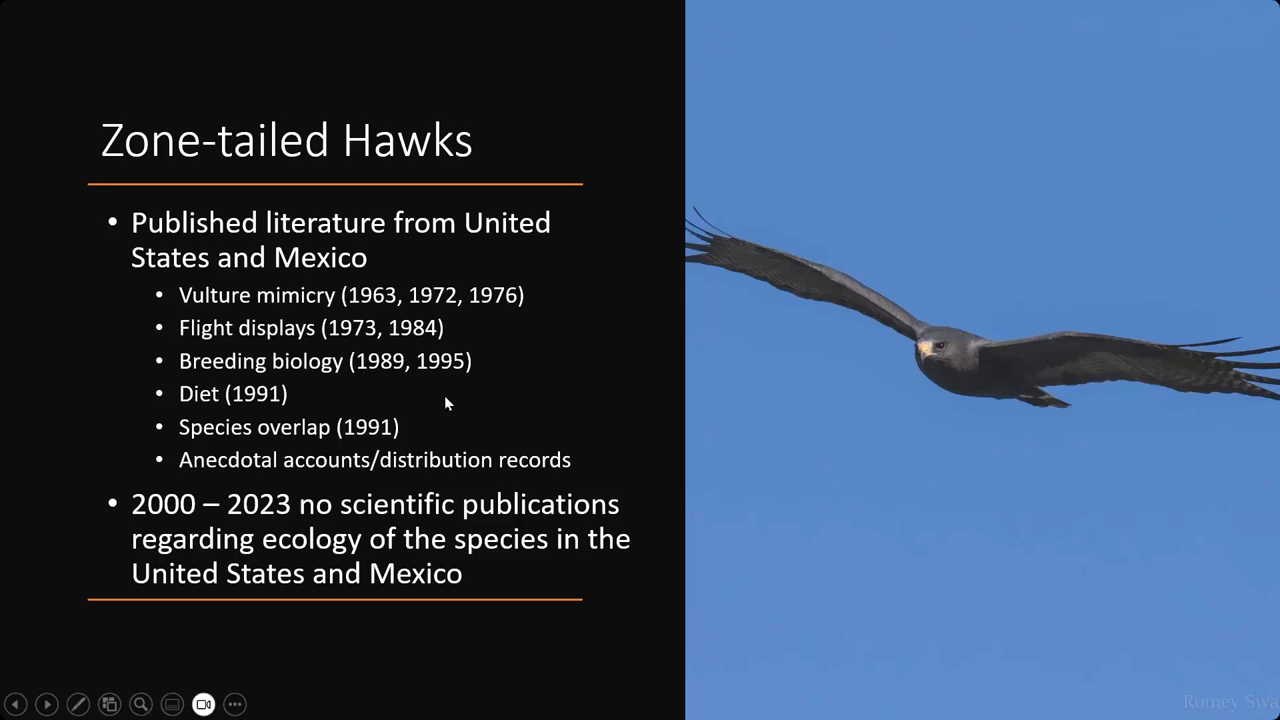 Zone-tailed Hawks
• Published literature from United
States and Mexico
• Vulture mimicry (1963, 1972, 1976)
• Flight displays (1973, 1984)
• Breeding biology (1989, 1995)
• Diet (1991)
• Species overlap (1991)
• Anecdotal accounts/distribution records
• 2000 – 2023 no scientific publications
regarding ecology of the species in the
United States and Mexico
Romey Swa